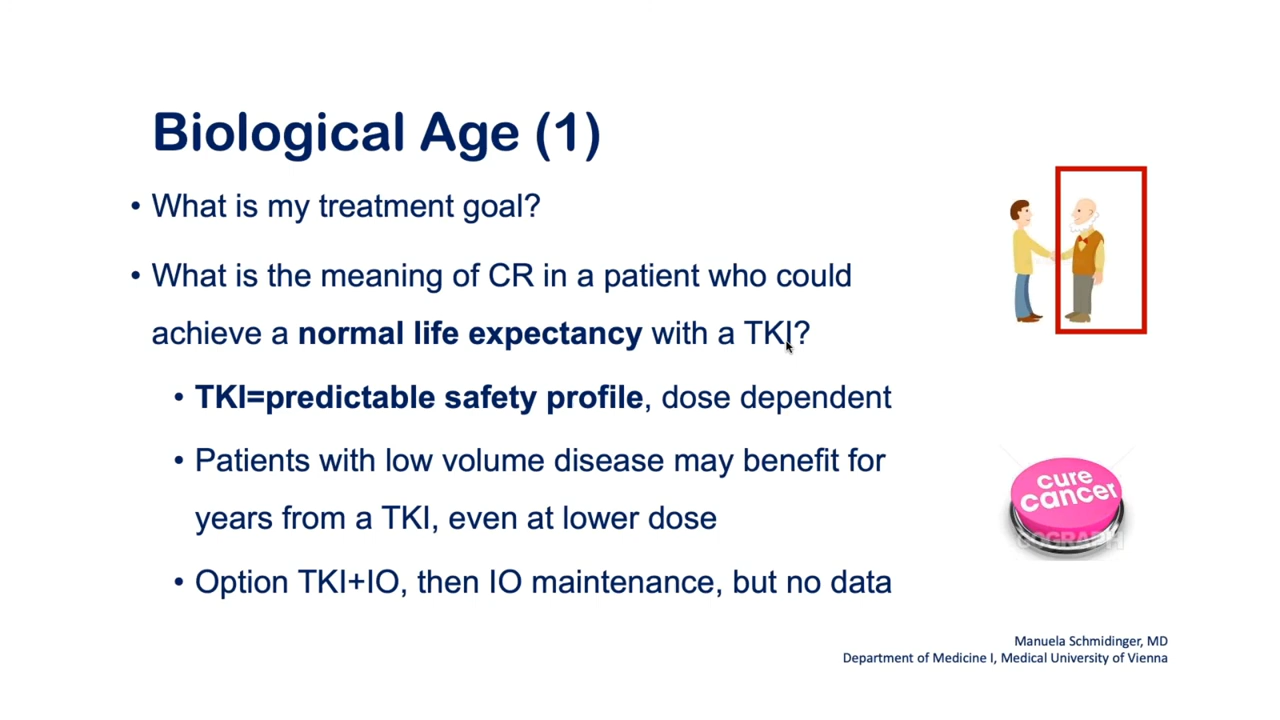 Biological Age (1)
• What is my treatment goal?
• What is the meaning of CR in a patient who could
achieve a normal life expectancy with a TKI?
• TKI=predictable safety profile, dose dependent
• Patients with low volume disease may benefit for
years from a TKI, even at lower dose
• Option TKI+IO, then IO maintenance, but no data
cure
cancer
Manuela Schmidinger, MD
Department of Medicine I, Medical University of Vienna